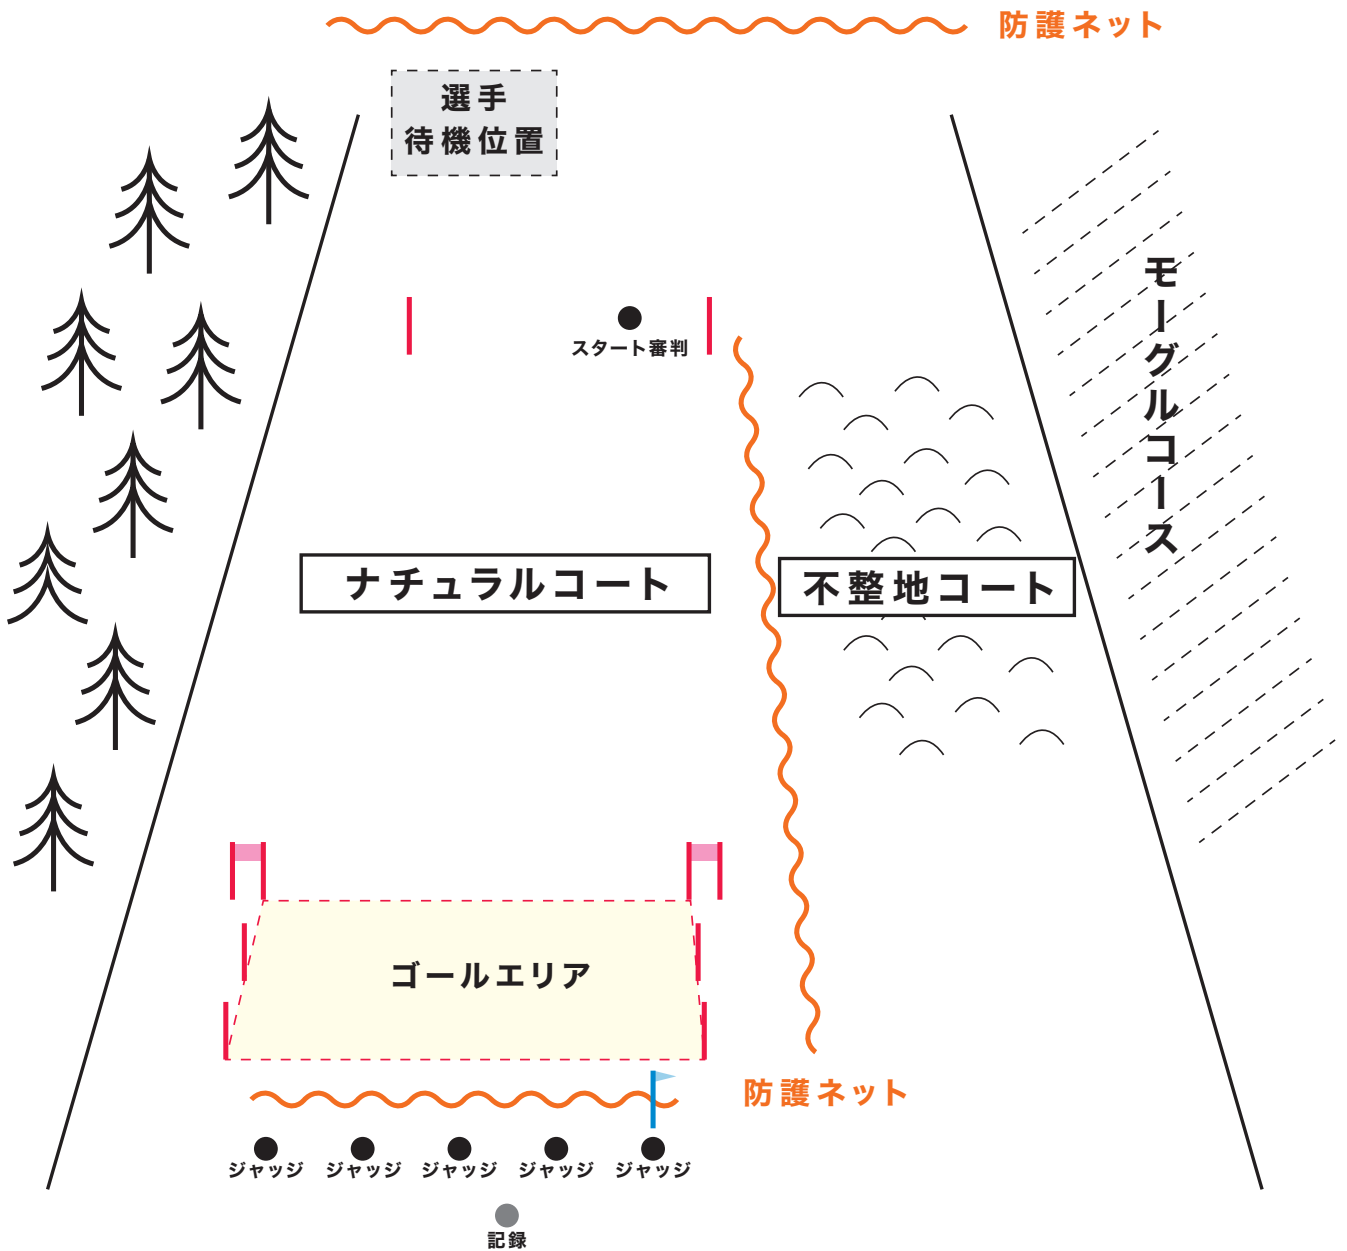 防護ネット
選手
待機位置
モーグルコース
スタート審判
ナチュラルコート
不整地コート
ゴールエリア
防護ネット
ジャッジ
ジャッジ
ジャッジ
ジャッジ
ジャッジ
記録